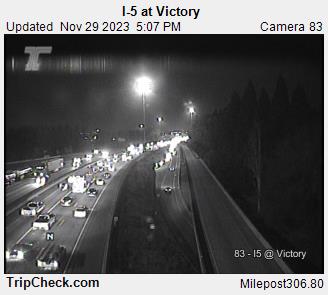 I-5 at Victory
Updated Nov 29 2023 5:07 PM Camera 83
T
N
83 - I5 @ Victory
TripCheck.com Milepost306.80